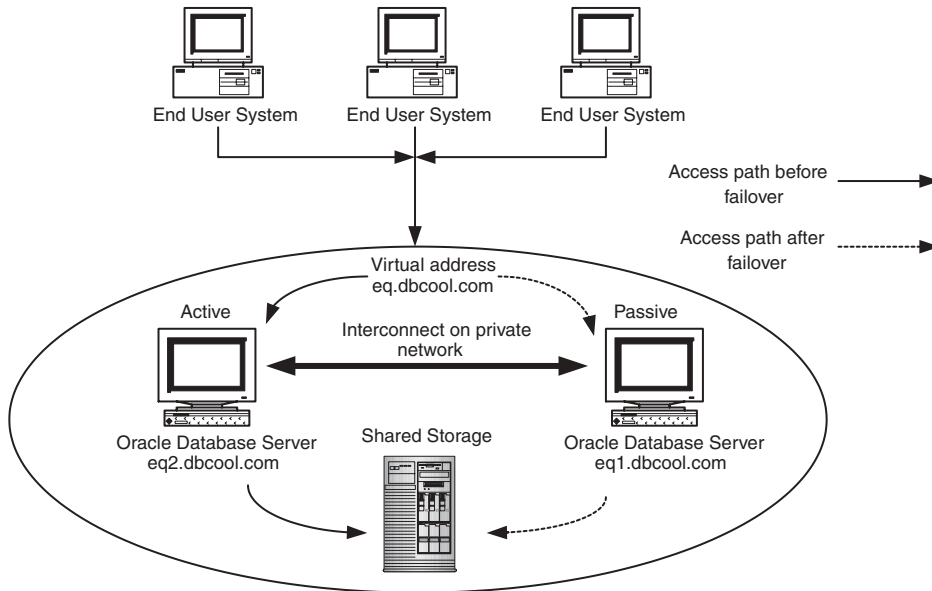 End User System
End User System
End User System
Access path before
failover
Access path after
failover
Virtual address
eq.dbcool.com
Active
Passive
Interconnect on private
network
Oracle Database Server
eq2.dbcool.com
Shared Storage
Oracle Database Server
eq1.dbcool.com